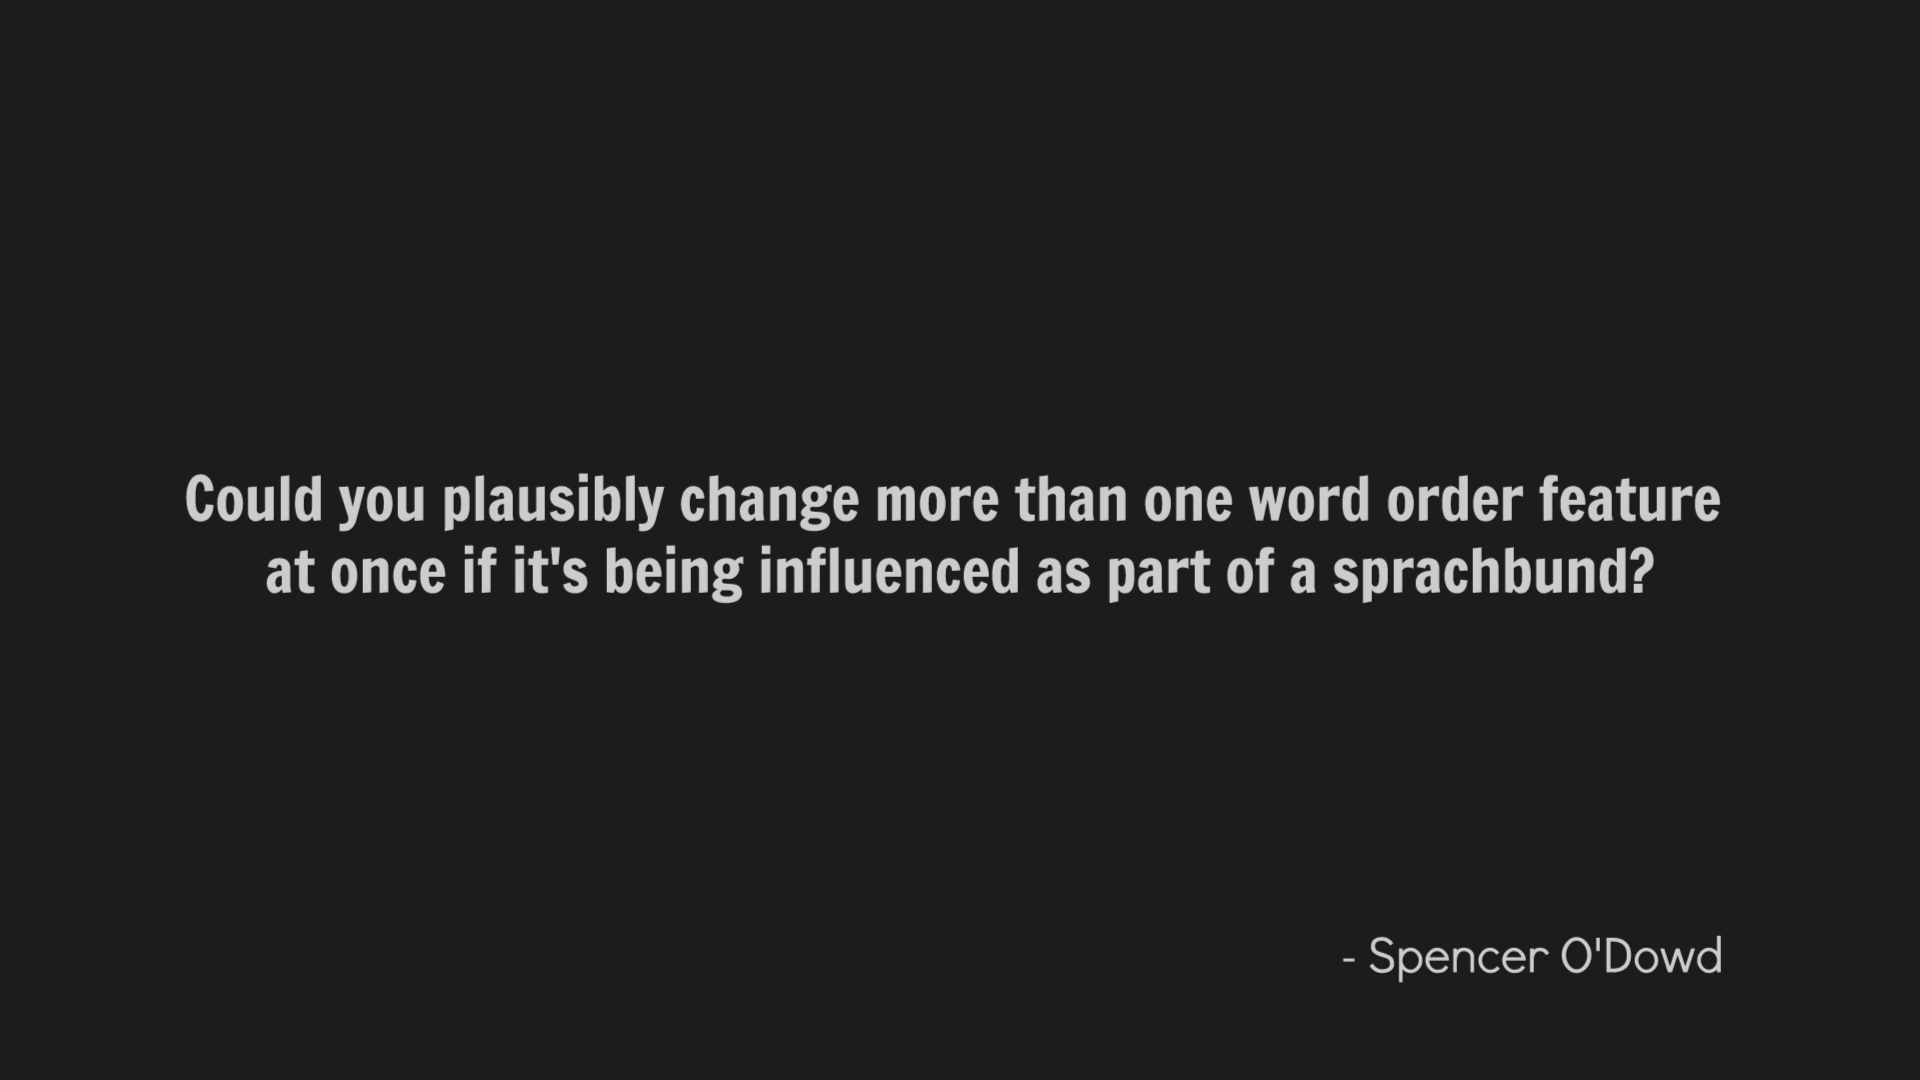 Could you plausibly change more than one word order feature
at once if it's being influenced as part of a sprachbund?
- Spencer O'Dowd